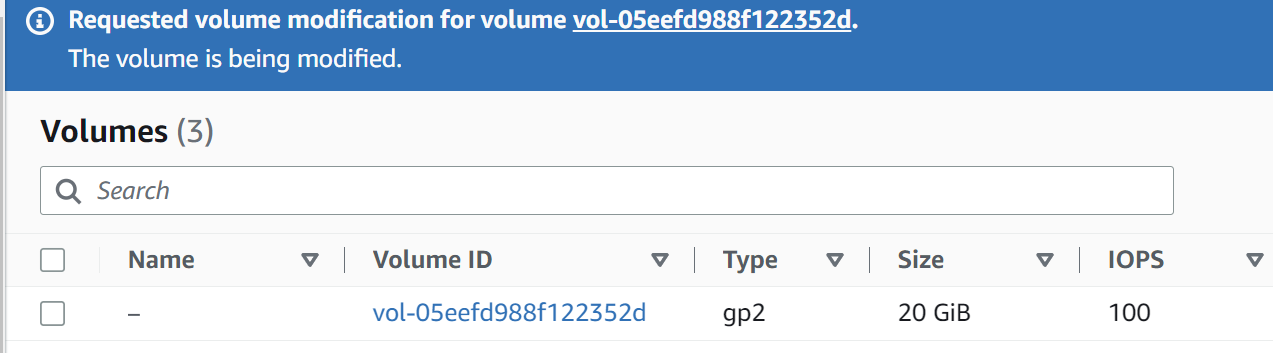 Requested volume modification for volume vol-05eefd988f122352d.
The volume is being modified.
Volumes (3)
Search
Name Volume ID Type Size IOPS
– vol-05eefd988f122352d gp2 20 GiB 100